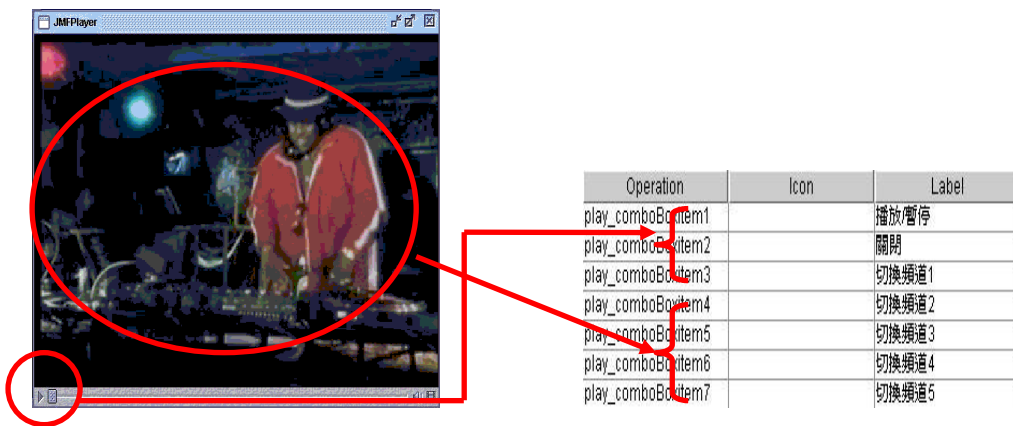 JMFPlayer
Operation Icon Label
play_comboBoxitem1 播放/暫停
play_comboBoxitem2 關閉
play_comboBoxitem3 切換頻道1
play_comboBoxitem4 切換頻道2
play_comboBoxitem5 切換頻道3
play_comboBoxitem6 切換頻道4
play_comboBoxitem7 切換頻道5